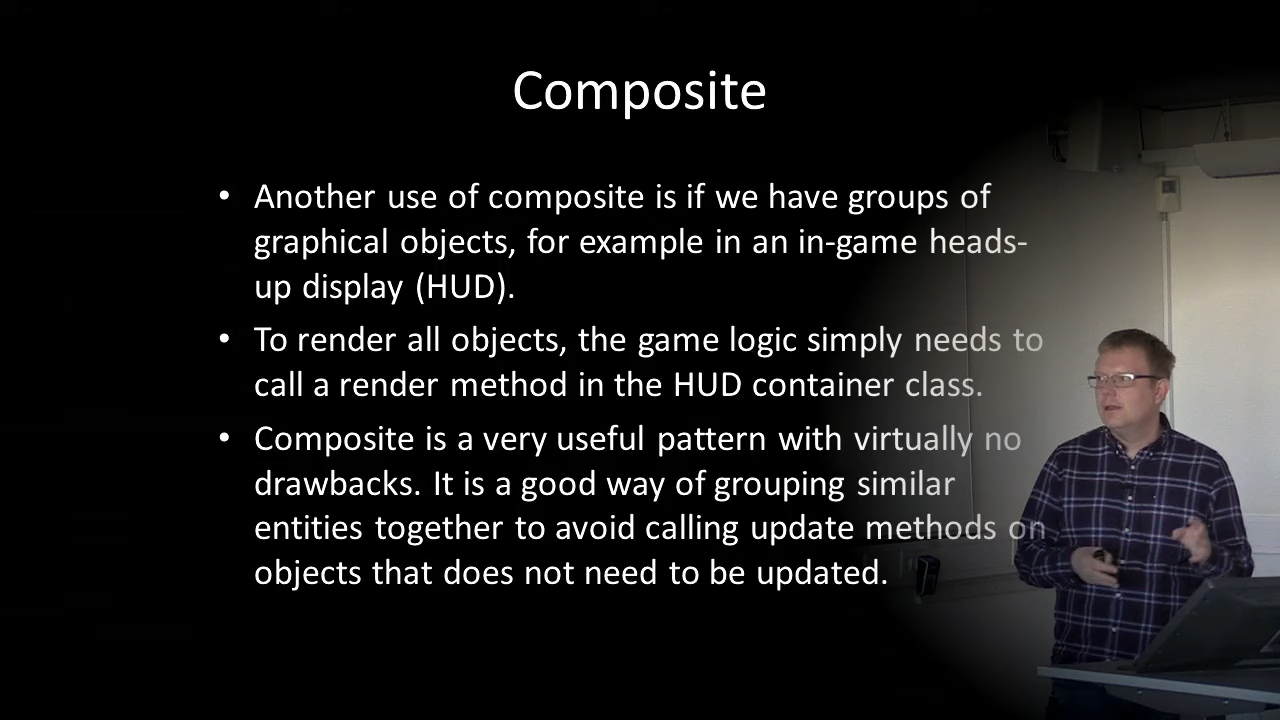 Composite
• Another use of composite is if we have groups of
graphical objects, for example in an in-game heads-
up display (HUD).
• To render all objects, the game logic simply needs to
call a render method in the HUD container class.
• Composite is a very useful pattern with virtually no
drawbacks. It is a good way of grouping similar
entities together to avoid calling update methods on
objects that does not need to be updated.